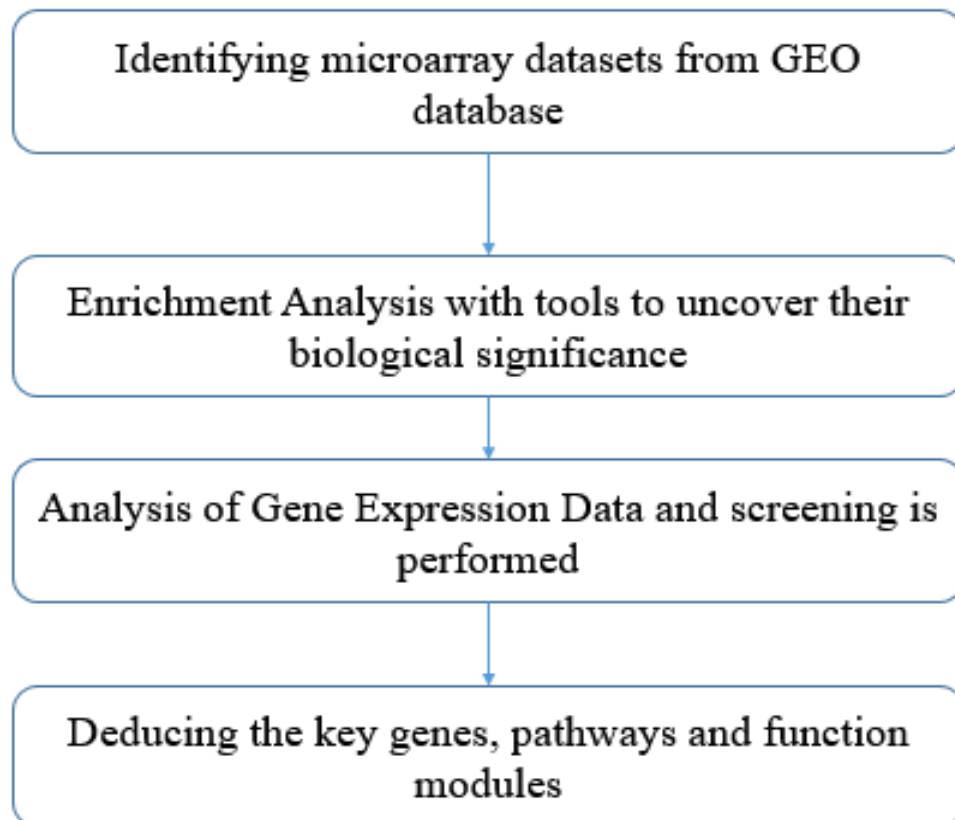 Identifying microarray datasets from GEO
database
Enrichment Analysis with tools to uncover their
biological significance
Analysis of Gene Expression Data and screening is
performed
Deducing the key genes, pathways and function
modules